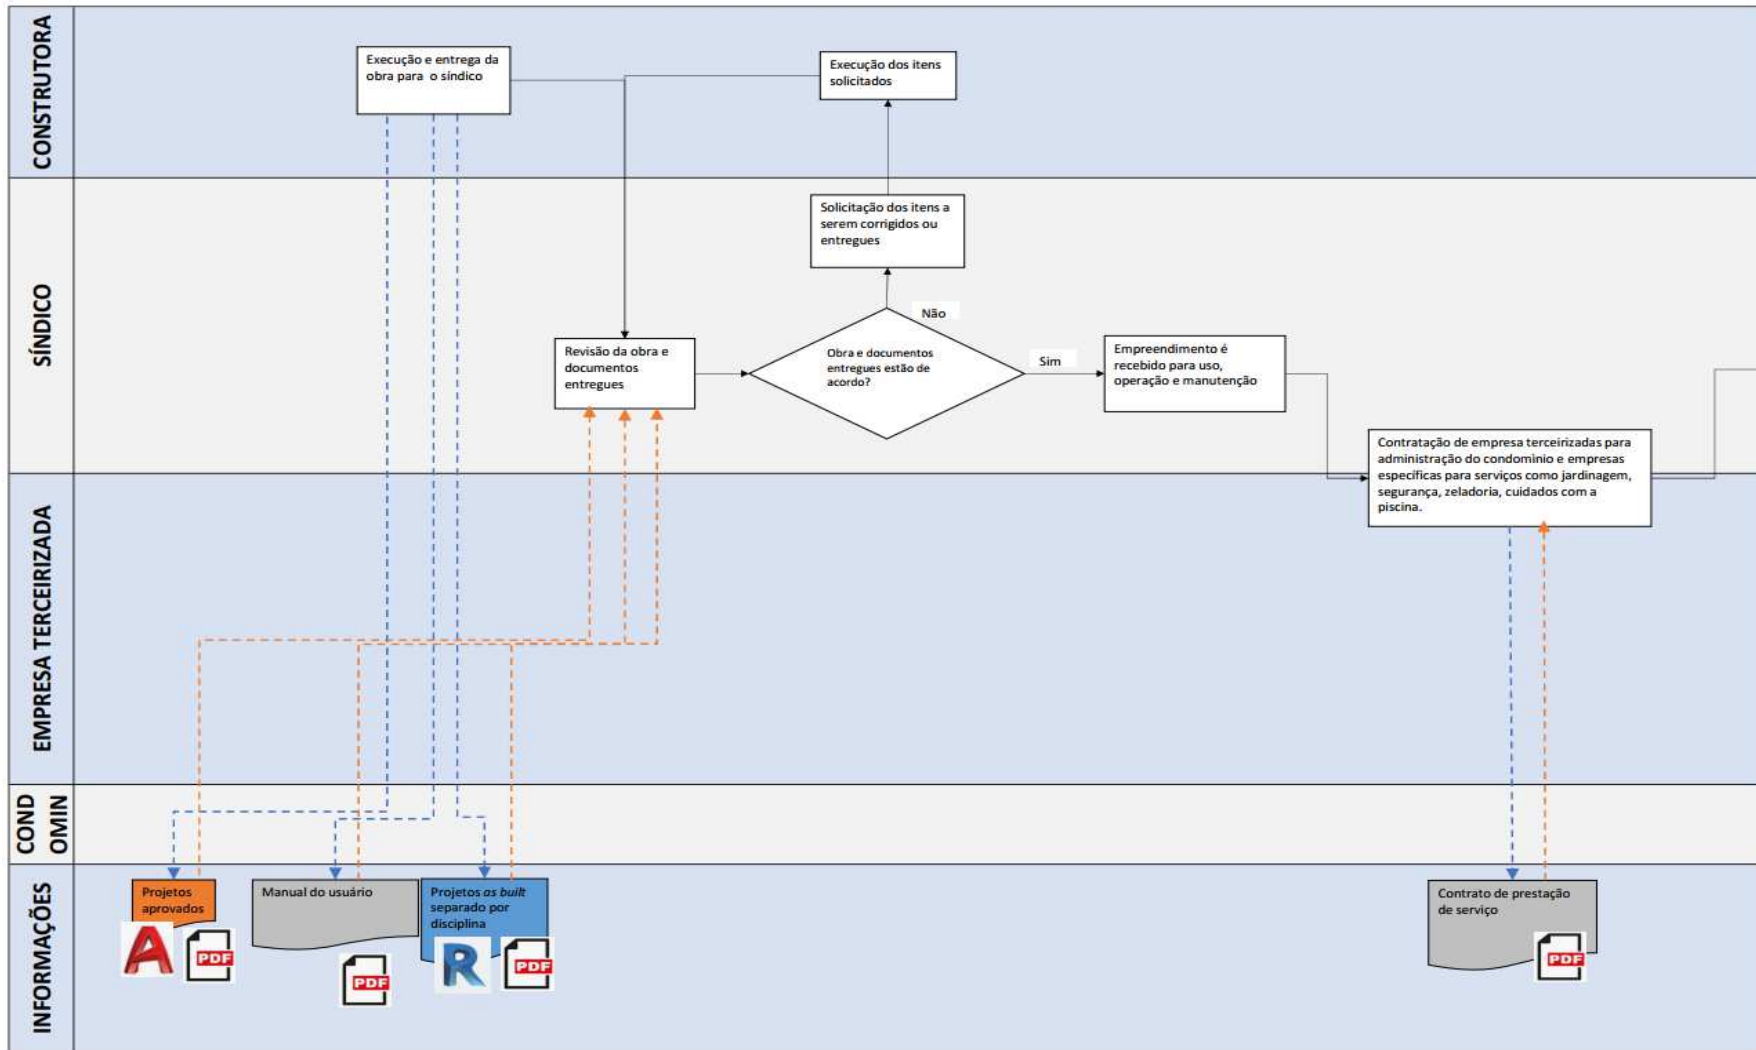 CONSTRUTORA
Execução e entrega da
obra para o síndico
Execução dos itens
solicitados
SÍNDICO
Solicitação dos itens a
serem corrigidos ou
entregues
Não
Revisão da obra e
documentos
entregues
Obra e documentos
entregues estão de
acordo?
Sim
Empreendimento é
recebido para uso,
operação e manutenção
Contratação de empresa terceirizadas para
administração do condomìnio e empresas
específicas para serviços como jardinagem,
segurança, zeladoria, cuidados com a
piscina.
EMPRESA TERCEIRIZADA
COND
OMIN
INFORMAÇÕES
Projetos
aprovados
A
PDF
Manual do usuário
PDF
Projetos as built
separado por
disciplina
R
PDF
Contrato de prestação
de serviço
PDF